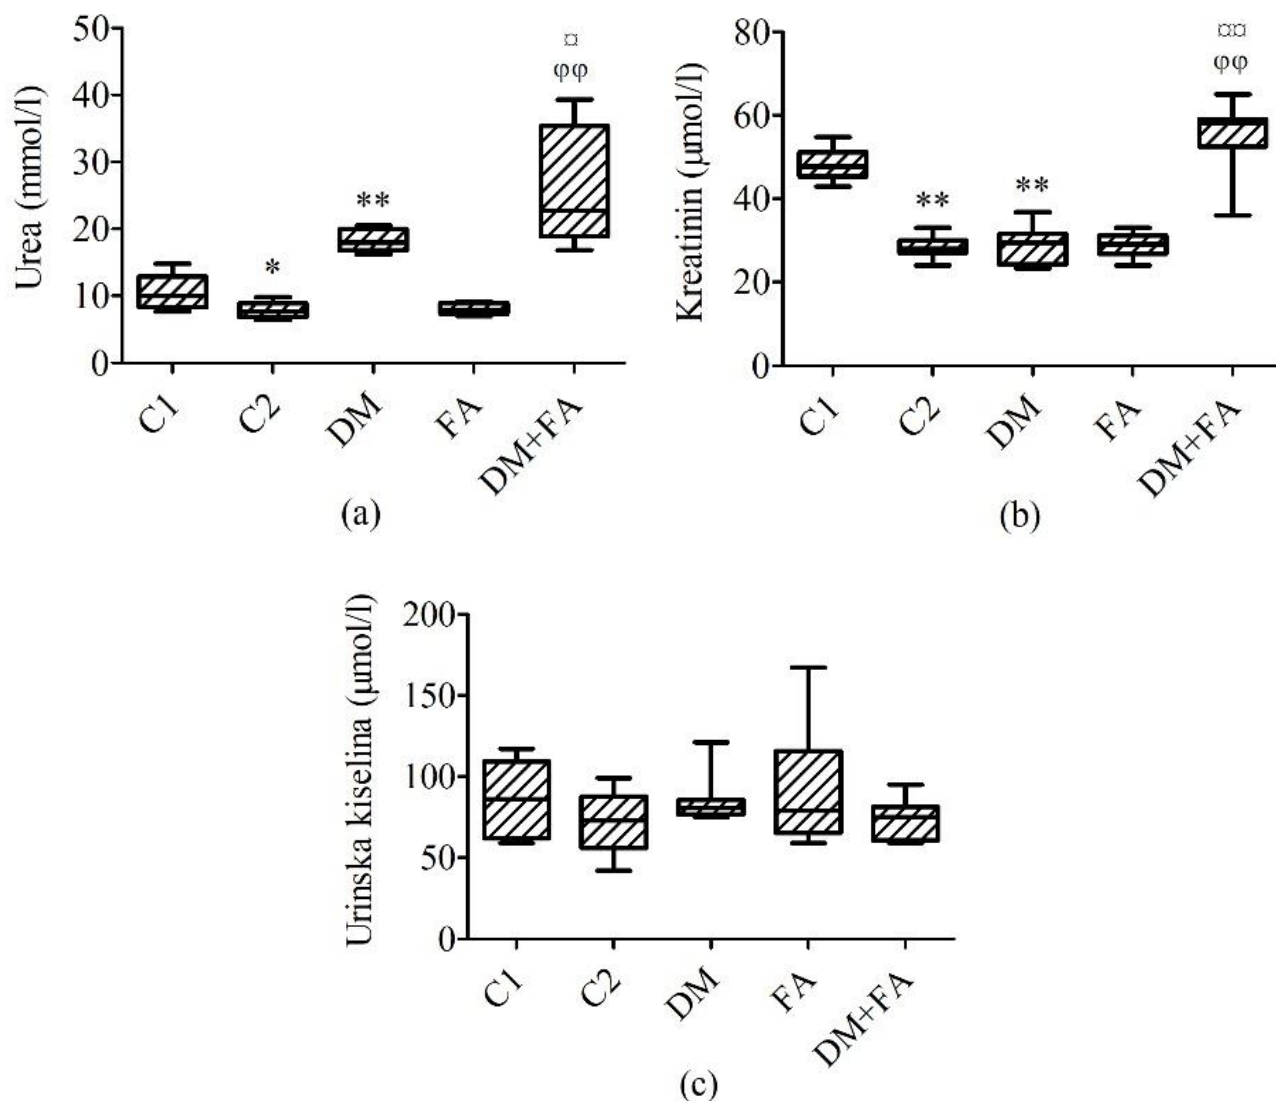 Urea (mmol/l)
50
40
30
20
10
0
*
**
¤
φφ
C1
C2
DM
FA
DM+FA
(a)
Kreatinin (μmol/l)
80
60
40
20
0
**
**
¤¤
φφ
C1
C2
DM
FA
DM+FA
(b)
Urinska kiselina (μmol/l)
200
150
100
50
0
C1
C2
DM
FA
DM+FA
(c)